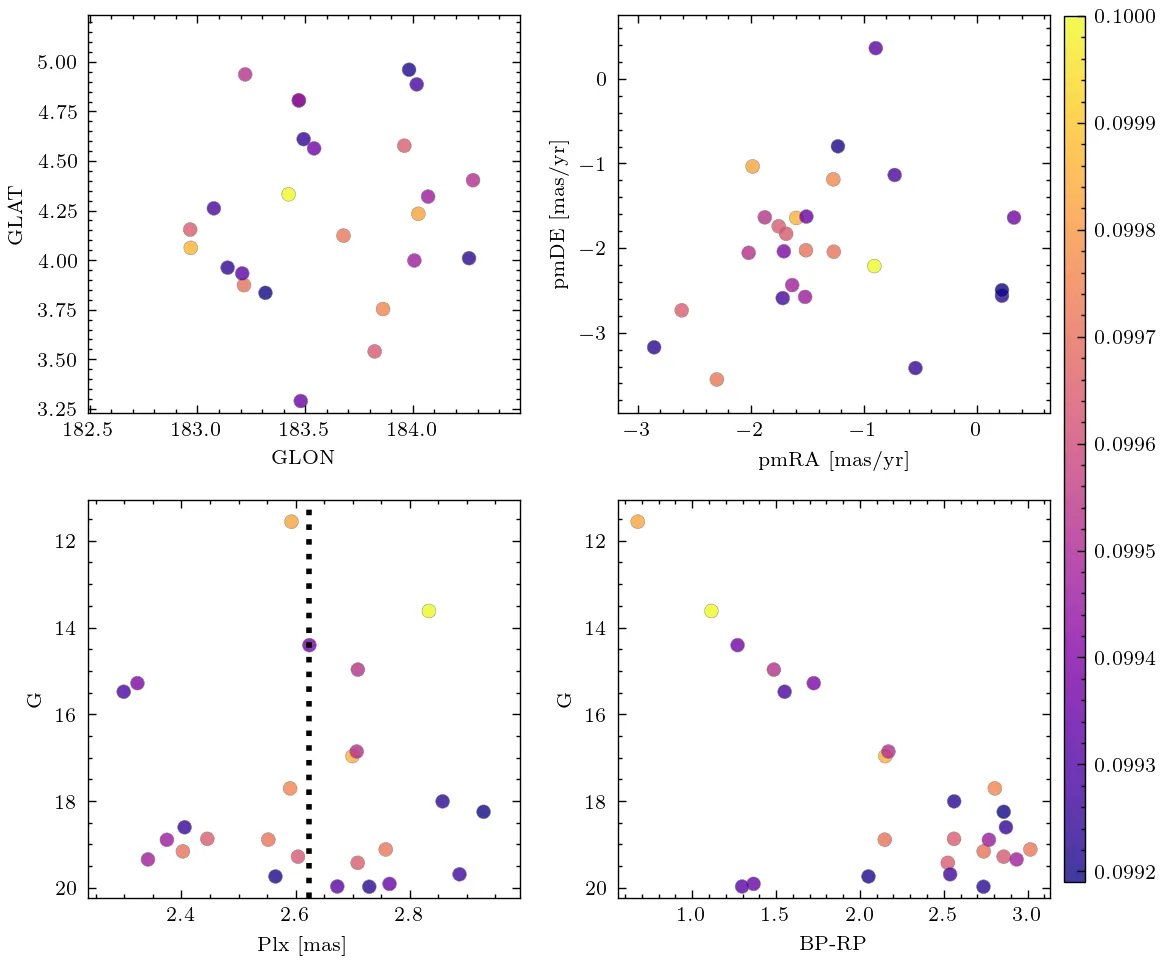 5.00
4.75
4.50
4.25
4.00
3.75
3.50
3.25
GLAT
182.5 183.0 183.5 184.0
GLON
0
−1
−2
−3
pmDE [mas/yr]
−3 −2 −1 0
pmRA [mas/yr]
0.1000
0.0999
0.0998
0.0997
0.0996
0.0995
0.0994
0.0993
0.0992
12
14
16
18
20
G
2.4 2.6 2.8
Plx [mas]
12
14
16
18
20
G
1.0 1.5 2.0 2.5 3.0
BP-RP